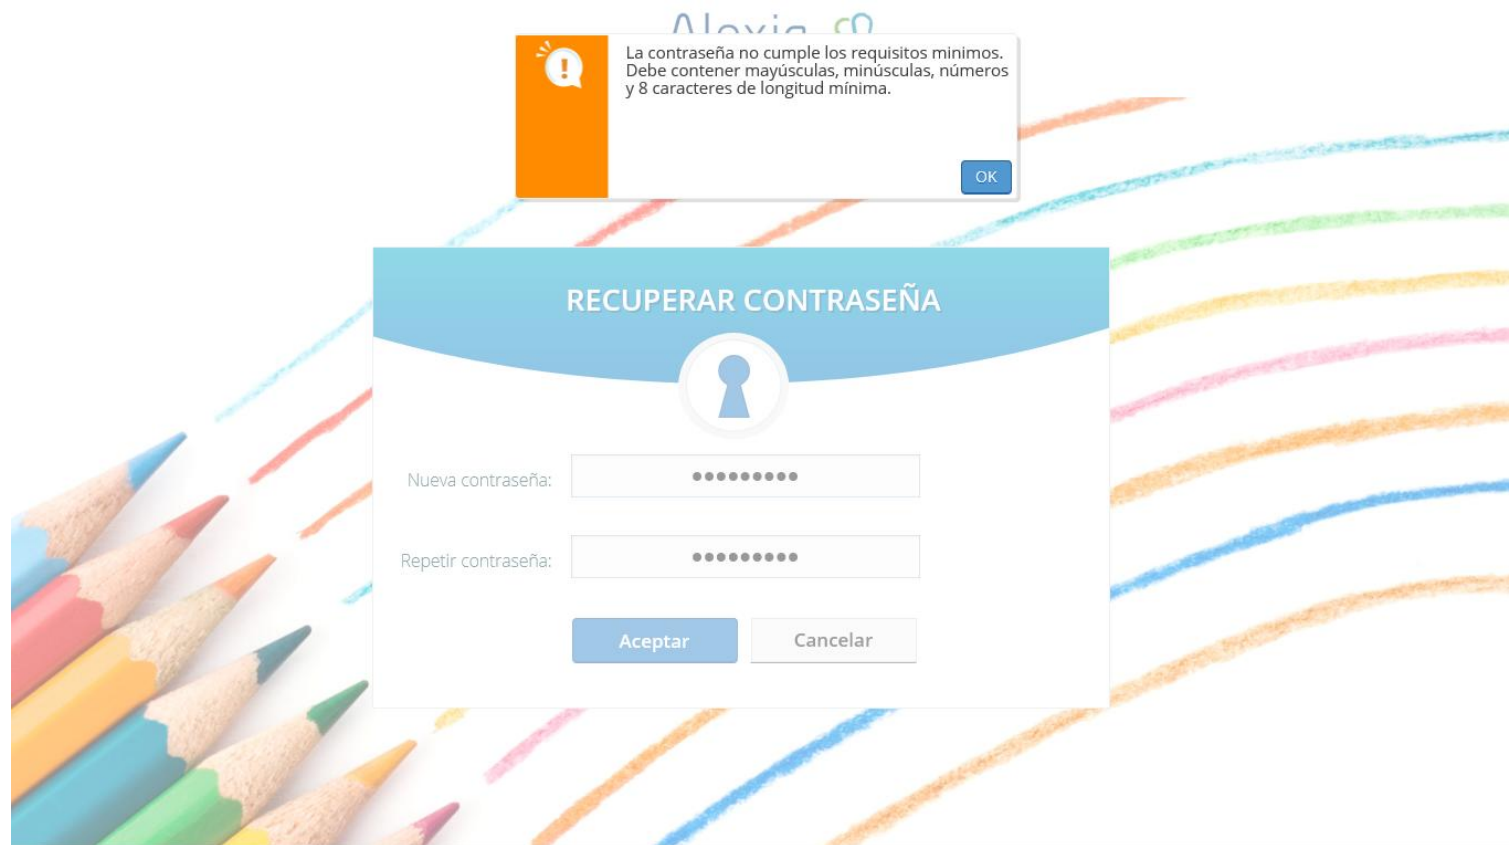 Alexia
La contraseña no cumple los requisitos minimos.
Debe contener mayúsculas, minúsculas, números
y 8 caracteres de longitud mínima.
OK
RECUPERAR CONTRASEÑA
Nueva contraseña:
Repetir contraseña:
Aceptar
Cancelar